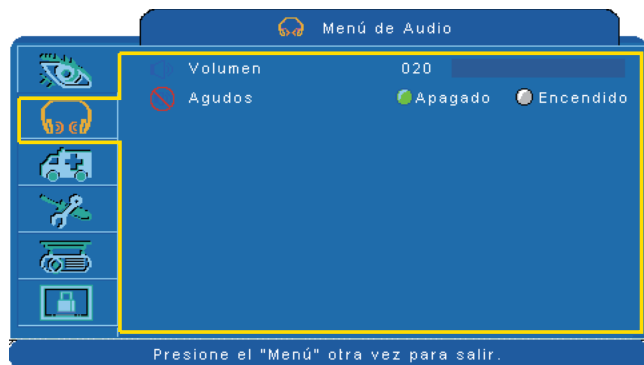 Menú de Audio
Volumen 020
Agudos Apagado Encendido
Presione el "Menú" otra vez para salir.